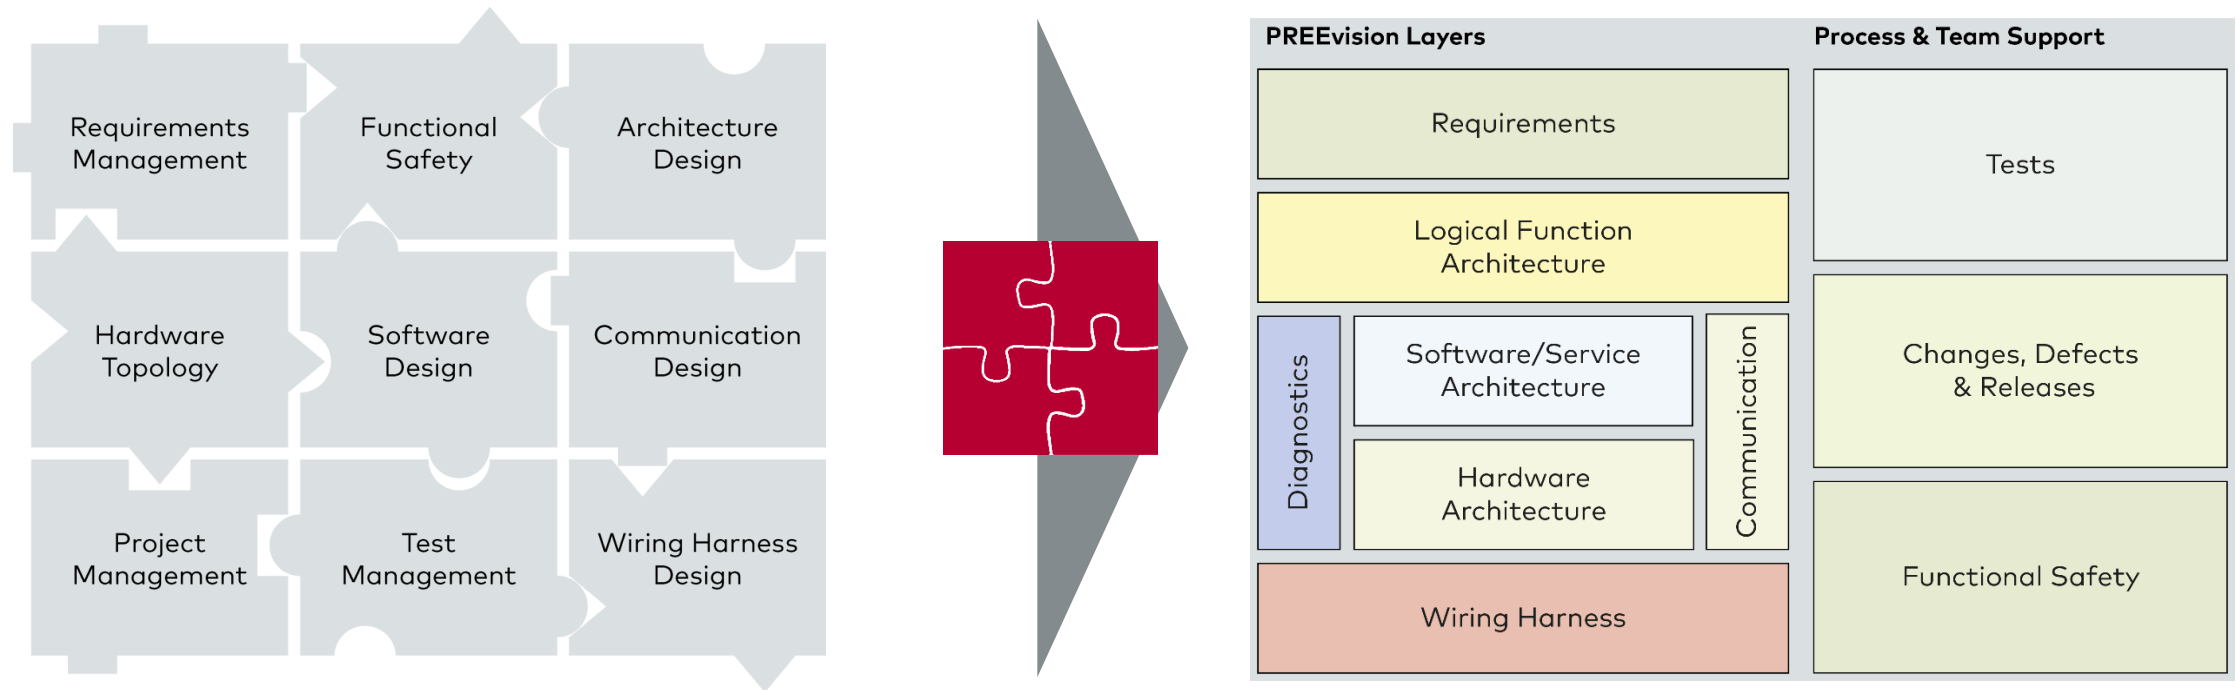 Requirements
Management
Functional
Safety
Architecture
Design
Hardware
Topology
Software
Design
Communication
Design
Project
Management
Test
Management
Wiring Harness
Design
PREEvision Layers
Requirements
Logical Function
Architecture
Diagnostics
Software/Service
Architecture
Hardware
Architecture
Communication
Wiring Harness
Process & Team Support
Tests
Changes, Defects
& Releases
Functional Safety